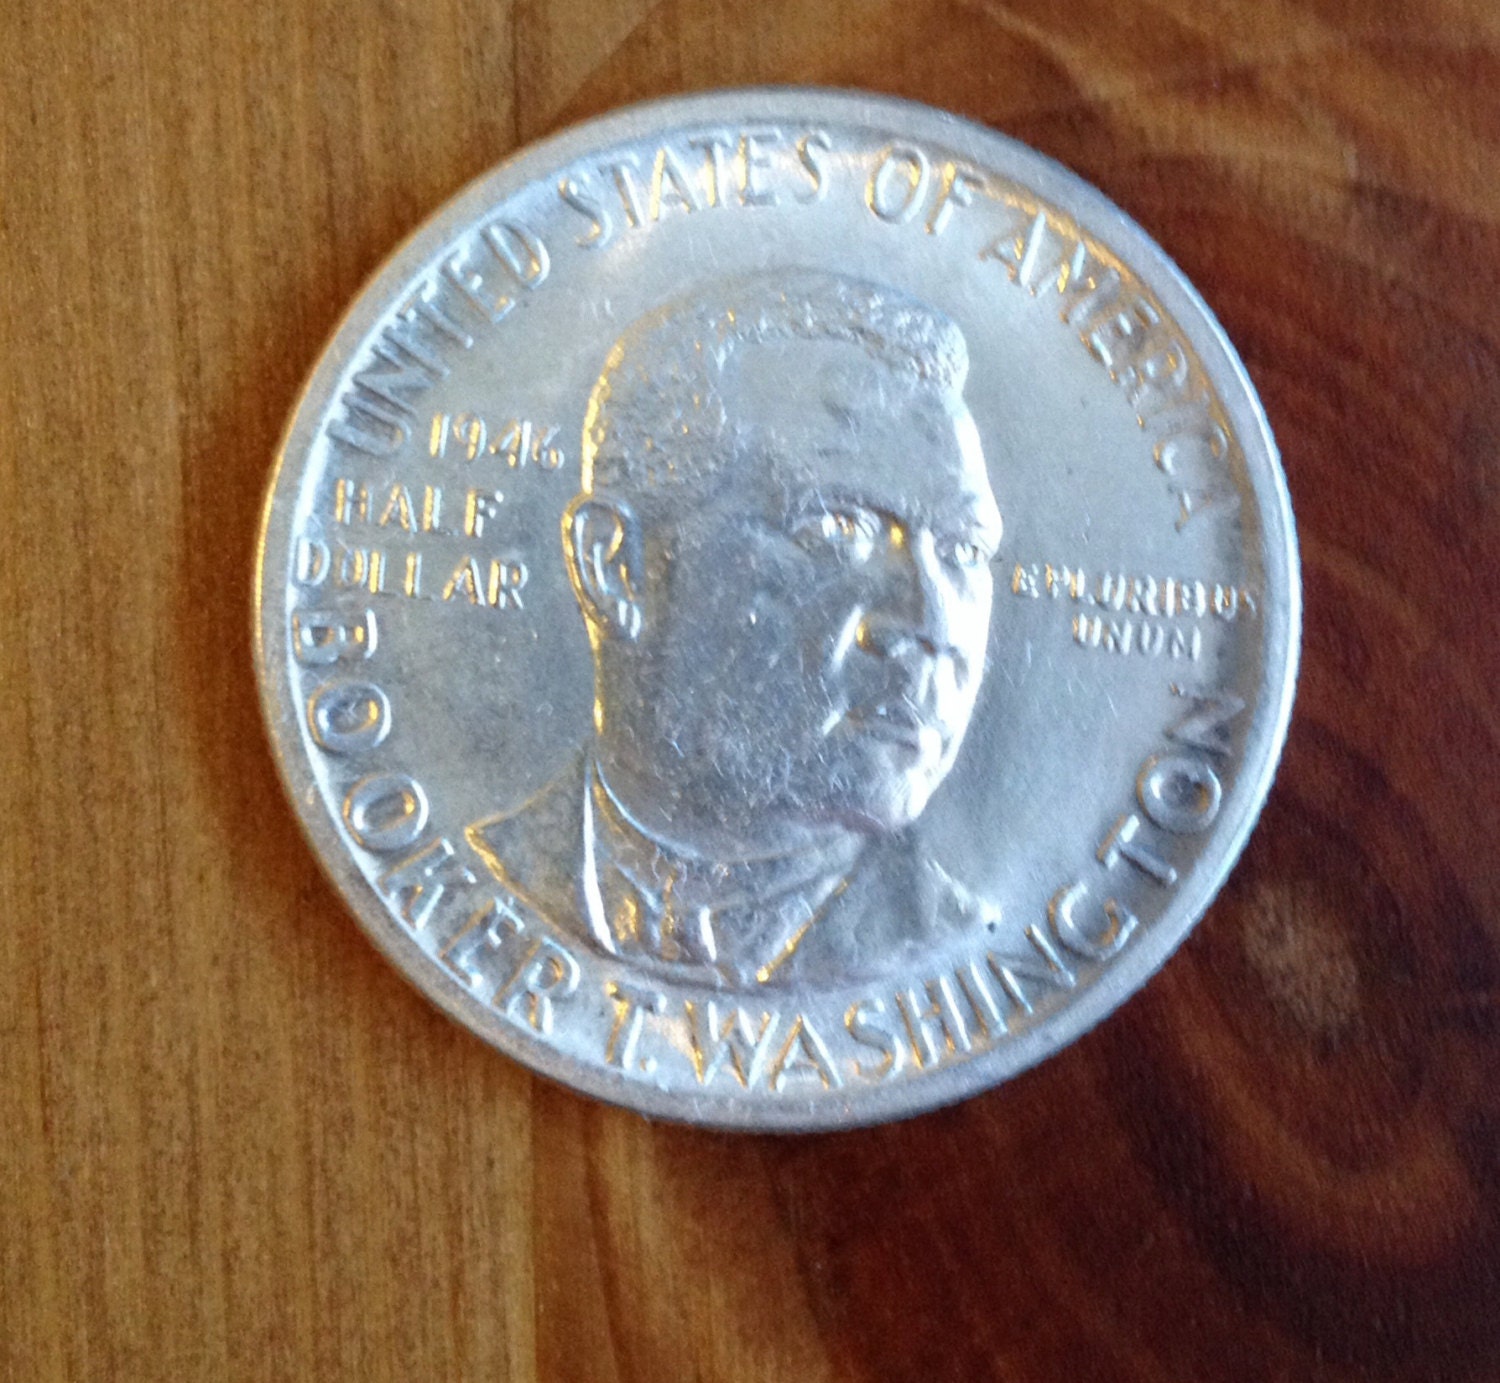 UNITED STATES OF AMERICA
1946
HALF
DOLLAR
E PLURIBUS
UNUM
BOOKER T. WASHINGTON